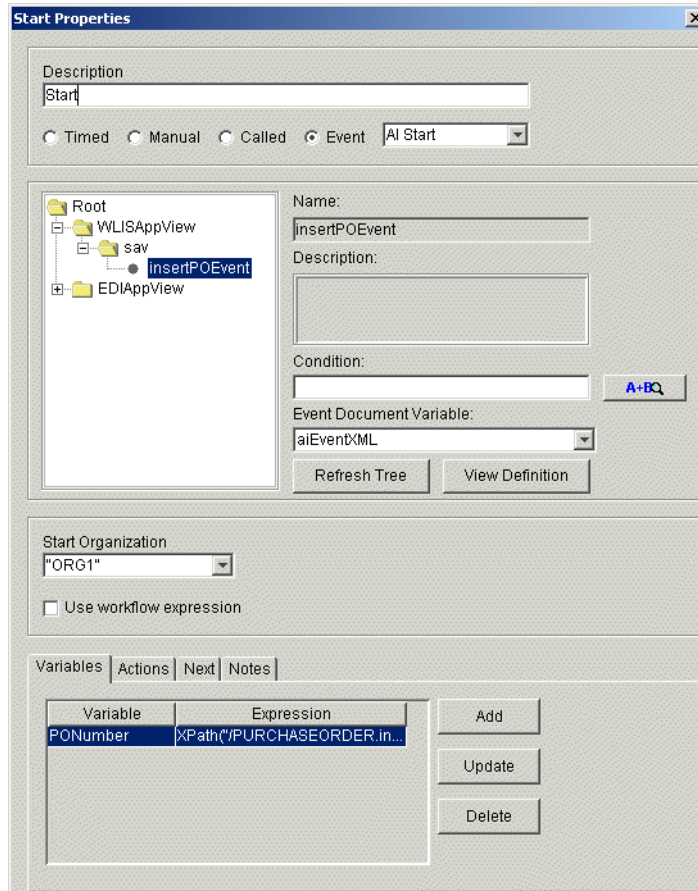 Start Properties
Description
Start
Timed Manual Called Event AI Start
Root
WLISAppView
sav
insertPOEvent
EDIAppView
Name:
insertPOEvent
Description:
Condition:
A+B
Event Document Variable:
aiEventXML
Refresh Tree View Definition
Start Organization
"ORG1"
Use workflow expression
Variables Actions Next Notes
Variable Expression
PONumber XPath("/PURCHASEORDER.in...
Add
Update
Delete